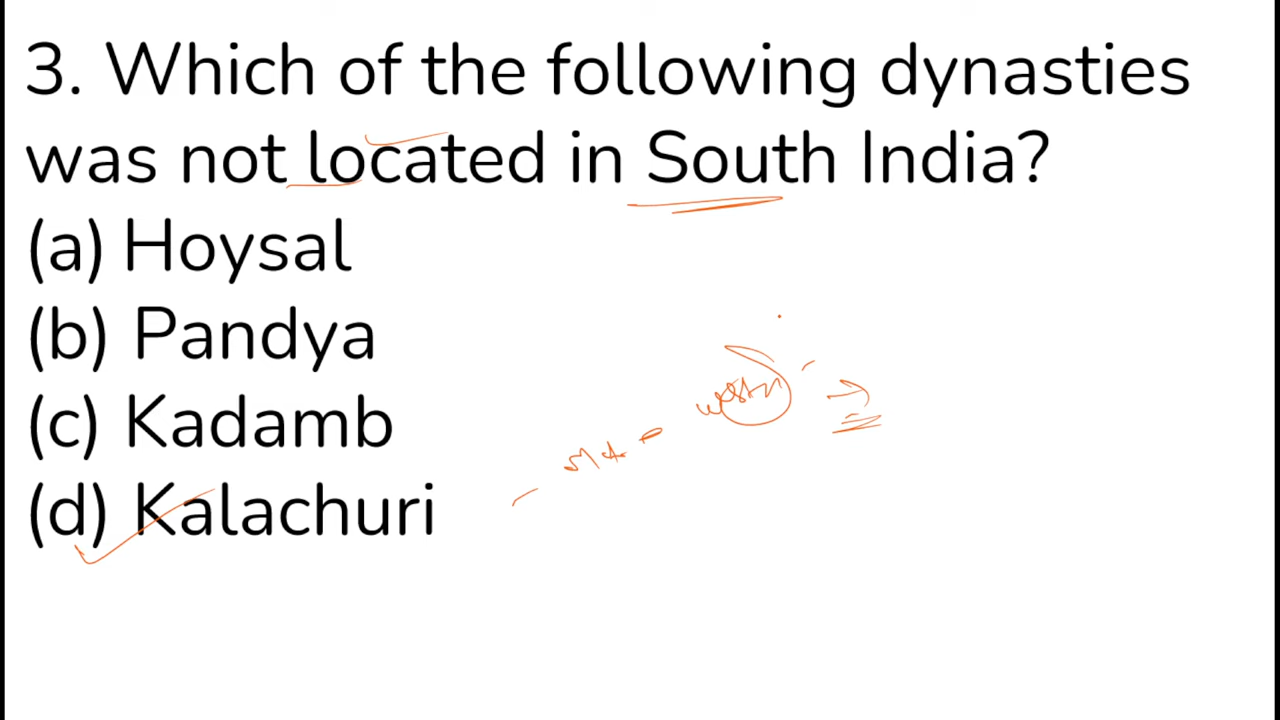 3. Which of the following dynasties
was not located in South India?
(a) Hoysal
(b) Pandya
(c) Kadamb
(d) Kalachuri